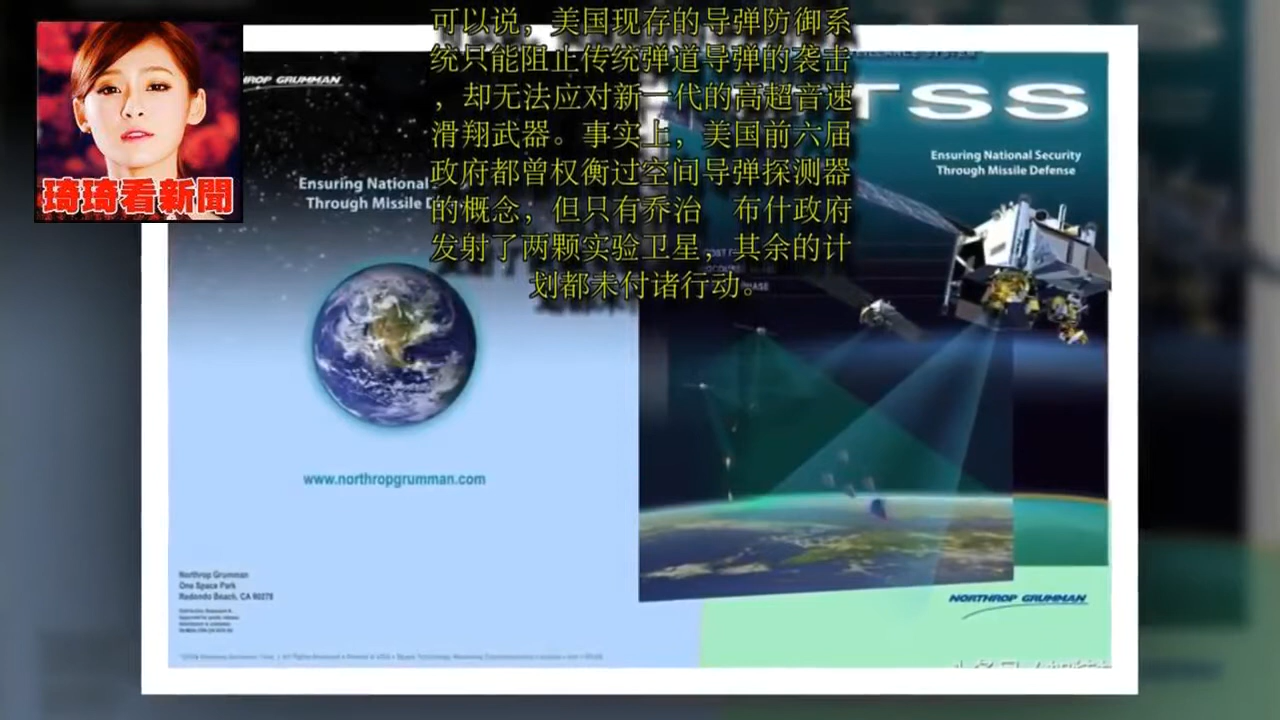 可以说，美国现存的导弹防御系
统只能阻止传统弹道导弹的袭击
，却无法应对新一代的高超音速
滑翔武器。事实上，美国前六届
政府都曾权衡过空间导弹探测器
的概念，但只有乔治 布什政府
发射了两颗实验卫星，其余的计
划都未付诸行动。
琦琦看新聞
GRUMMAN
Ensuring National
Through Missile
www.northropgrumman.com
Northrop Grumman
One Space Park
Redondo Beach, CA 90278
TSS
Ensuring National Security
Through Missile Defense
NORTHROP GRUMMAN